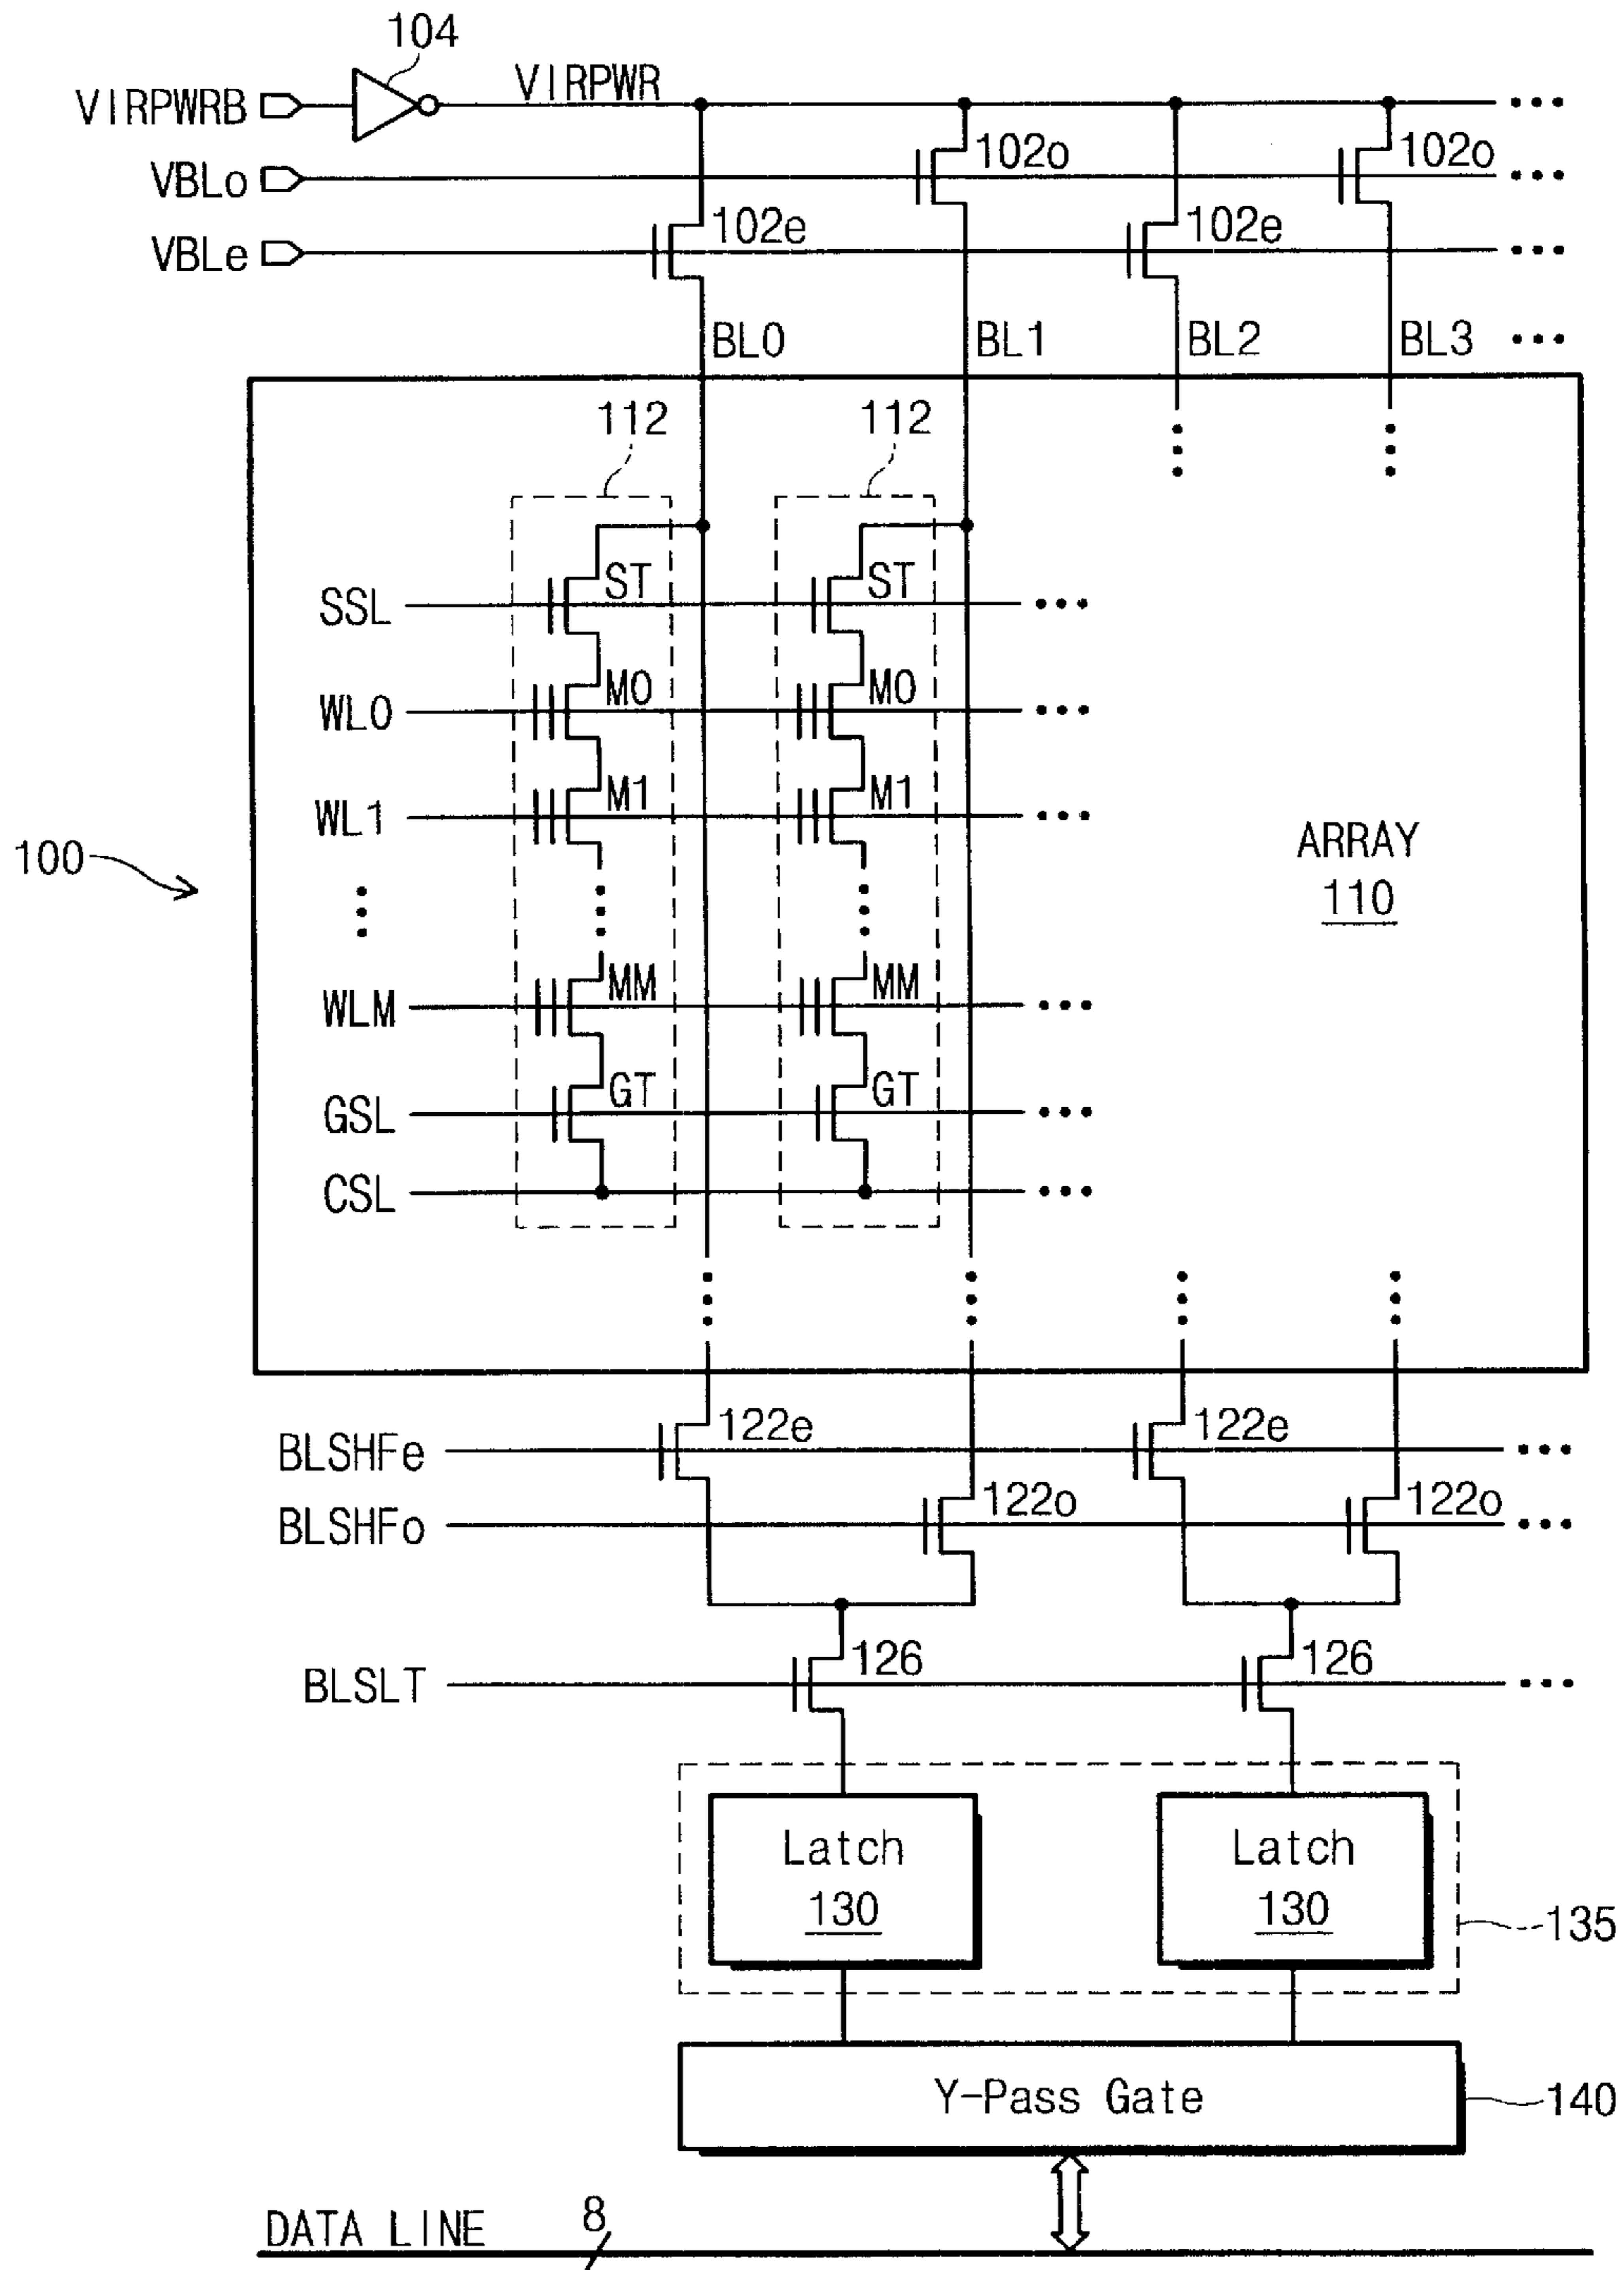 104
VIRPWRB VIRPWR
VBLo 102o 102o
VBLe 102e 102e
BL0 BL1 BL2 BL3
112 112
SSL ST ST
WL0 M0 M0
WL1 M1 M1
100
ARRAY
110
WLM MM MM
GSL GT GT
CSL
BLSHFe 122e 122e
BLSHFo 122o 122o
BLSLT 126 126
Latch Latch
130 130
135
Y-Pass Gate 140
DATA LINE 8